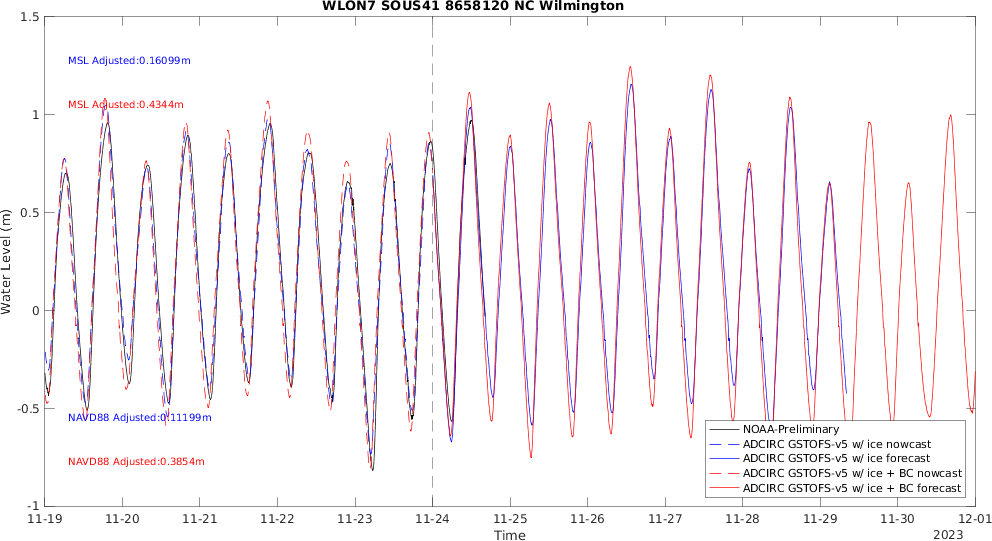 WLON7 SOUS41 8658120 NC Wilmington
1.5
1
0.5
0
-0.5
-1
Water Level (m)
MSL Adjusted:0.16099m
MSL Adjusted:0.4344m
NAVD88 Adjusted:0.11199m
NAVD88 Adjusted:0.3854m
NOAA-Preliminary
ADCIRC GSTOFS-v5 w/ ice nowcast
ADCIRC GSTOFS-v5 w/ ice forecast
ADCIRC GSTOFS-v5 w/ ice + BC nowcast
ADCIRC GSTOFS-v5 w/ ice + BC forecast
11-19 11-20 11-21 11-22 11-23 11-24 11-25 11-26 11-27 11-28 11-29 11-30 12-01
Time
2023